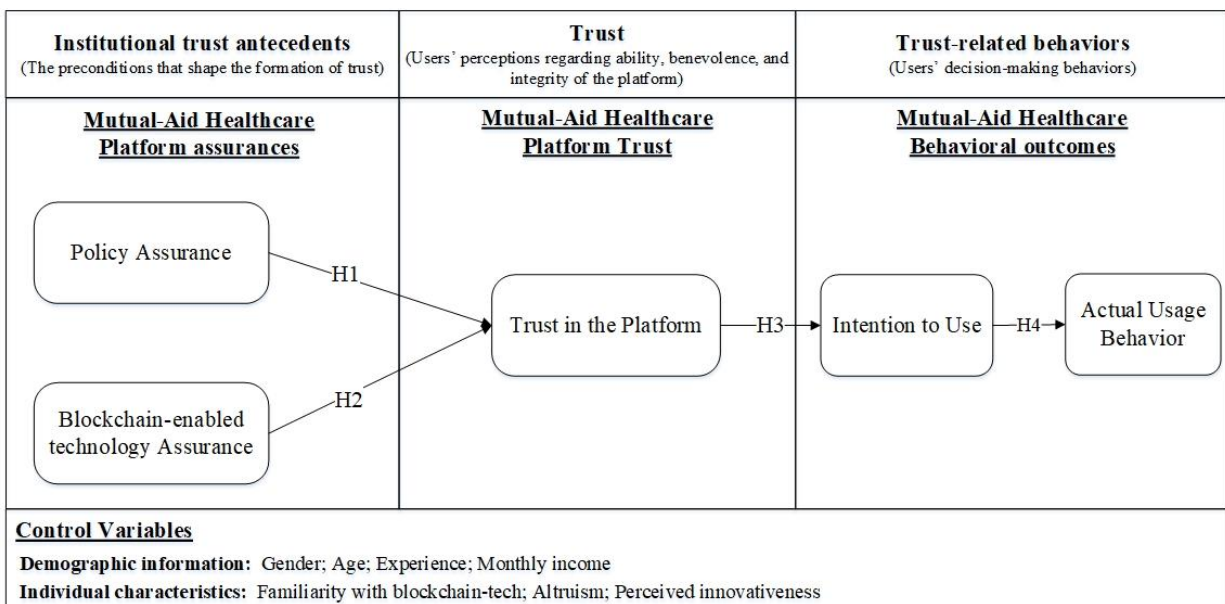 Institutional trust antecedents
(The preconditions that shape the formation of trust)
Trust
(Users' perceptions regarding ability, benevolence, and
integrity of the platform)
Trust-related behaviors
(Users' decision-making behaviors)
Mutual-Aid Healthcare
Platform assurances
Mutual-Aid Healthcare
Platform Trust
Mutual-Aid Healthcare
Behavioral outcomes
Policy Assurance
H1
Blockchain-enabled
technology Assurance
H2
Trust in the Platform
H3
Intention to Use
H4
Actual Usage
Behavior
Control Variables
Demographic information: Gender; Age; Experience; Monthly income
Individual characteristics: Familiarity with blockchain-tech; Altruism; Perceived innovativeness